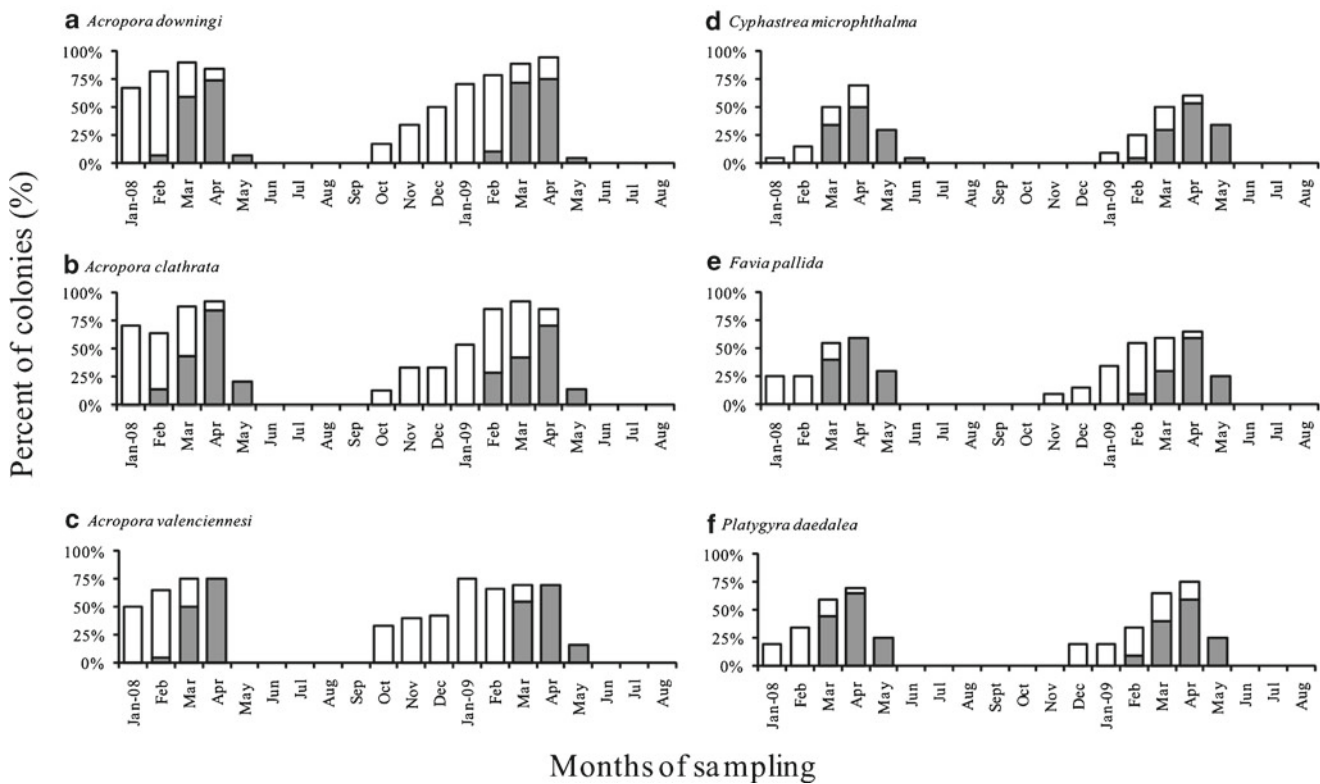 a Acropora downingi
100%
75%
50%
25%
0%
Jan-08 Feb Mar Apr May Jun Jul Aug Sep Oct Nov Dec Jan-09 Feb Mar Apr May Jun Jul Aug
b Acropora clathrata
100%
75%
50%
25%
0%
Jan-08 Feb Mar Apr May Jun Jul Aug Sep Oct Nov Dec Jan-09 Feb Mar Apr May Jun Jul Aug
c Acropora valenciennesi
100%
75%
50%
25%
0%
Jan-08 Feb Mar Apr May Jun Jul Aug Sep Oct Nov Dec Jan-09 Feb Mar Apr May Jun Jul Aug
d Cyphastrea microphthalma
100%
75%
50%
25%
0%
Jan-08 Feb Mar Apr May Jun Jul Aug Sep Oct Nov Dec Jan-09 Feb Mar Apr May Jun Jul Aug
e Favia pallida
100%
75%
50%
25%
0%
Jan-08 Feb Mar Apr May Jun Jul Aug Sep Oct Nov Dec Jan-09 Feb Mar Apr May Jun Jul Aug
f Platygyra daedalea
100%
75%
50%
25%
0%
Jan-08 Feb Mar Apr May Jun Jul Aug Sept Oct Nov Dec Jan-09 Feb Mar Apr May Jun Jul Aug
Percent of colonies (%)
Months of sampling